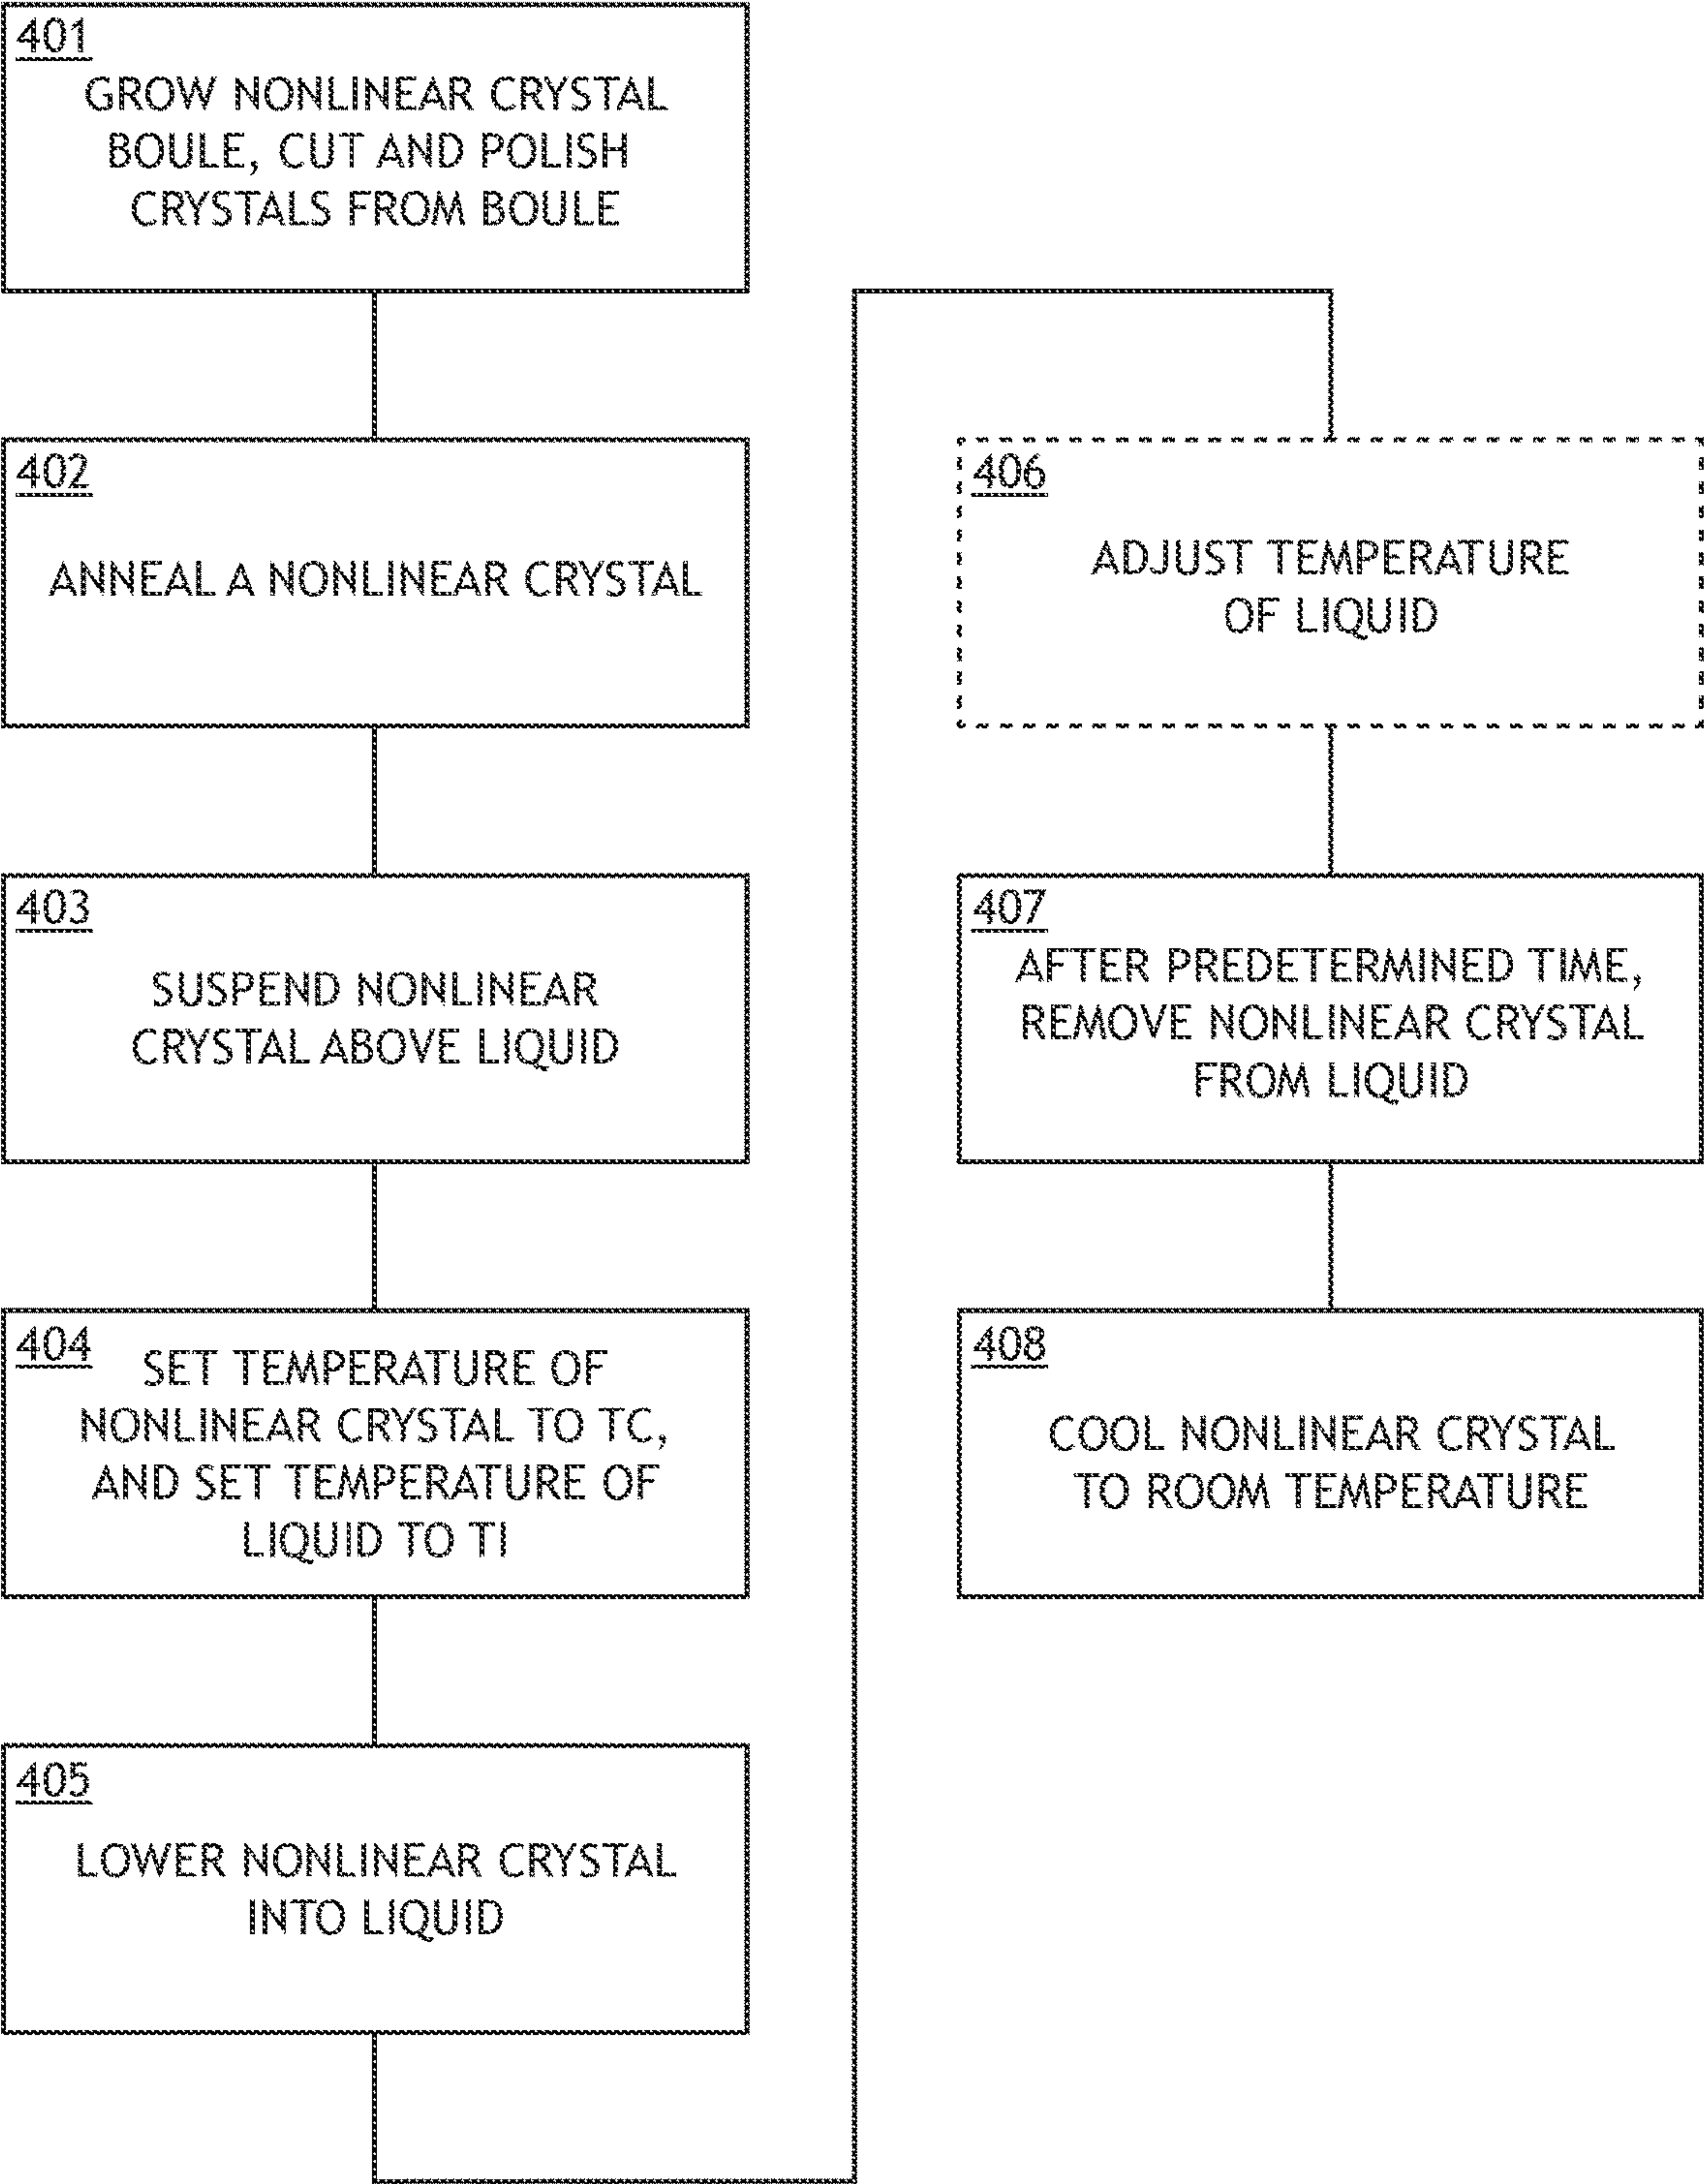 401
GROW NONLINEAR CRYSTAL
BOULE, CUT AND POLISH
CRYSTALS FROM BOULE
402
ANNEAL A NONLINEAR CRYSTAL
403
SUSPEND NONLINEAR
CRYSTAL ABOVE LIQUID
404
SET TEMPERATURE OF
NONLINEAR CRYSTAL TO TC,
AND SET TEMPERATURE OF
LIQUID TO TI
405
LOWER NONLINEAR CRYSTAL
INTO LIQUID
406
ADJUST TEMPERATURE
OF LIQUID
407
AFTER PREDETERMINED TIME,
REMOVE NONLINEAR CRYSTAL
FROM LIQUID
408
COOL NONLINEAR CRYSTAL
TO ROOM TEMPERATURE